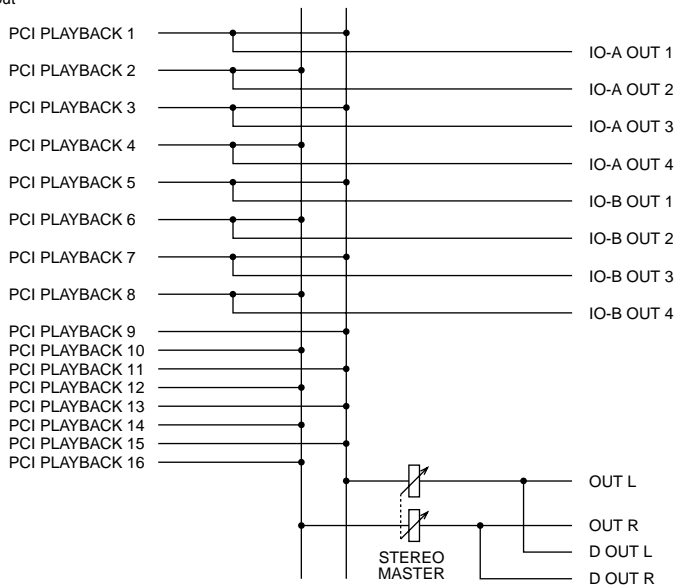 PCI PLAYBACK 1
IO-A OUT 1
PCI PLAYBACK 2
IO-A OUT 2
PCI PLAYBACK 3
IO-A OUT 3
PCI PLAYBACK 4
IO-A OUT 4
PCI PLAYBACK 5
IO-B OUT 1
PCI PLAYBACK 6
IO-B OUT 2
PCI PLAYBACK 7
IO-B OUT 3
PCI PLAYBACK 8
IO-B OUT 4
PCI PLAYBACK 9
PCI PLAYBACK 10
PCI PLAYBACK 11
PCI PLAYBACK 12
PCI PLAYBACK 13
PCI PLAYBACK 14
PCI PLAYBACK 15
PCI PLAYBACK 16
OUT L
OUT R
STEREO
MASTER
D OUT L
D OUT R